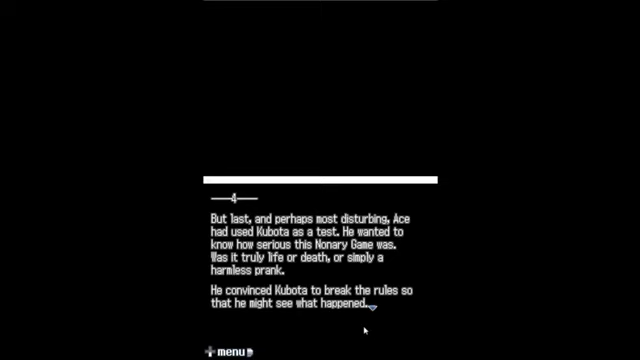 ——4——
But last, and perhaps most disturbing, Ace
had used Kubota as a test. He wanted to
know how serious this Nonary Game was.
Was it truly life or death, or simply a
harmless prank.
He convinced Kubota to break the rules so
that he might see what happened.
menu